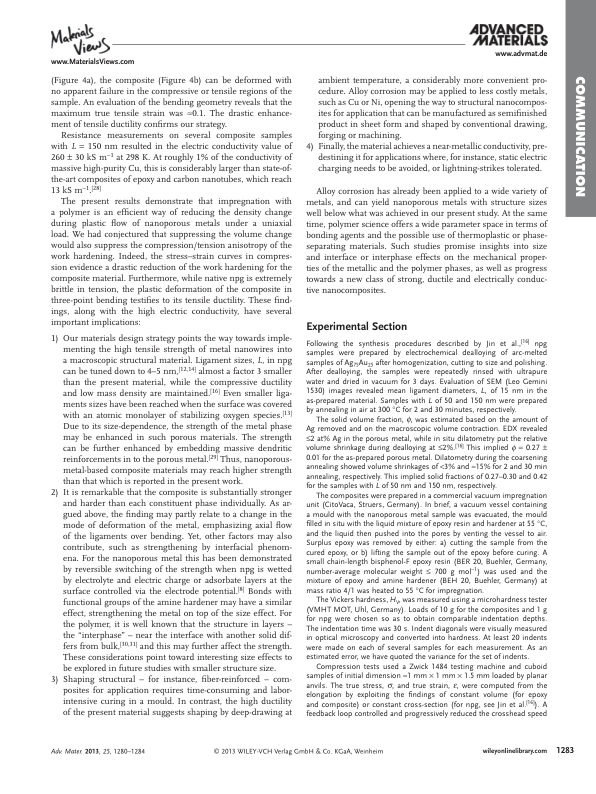 Materials
Views
www.MaterialsViews.com
ADVANCED
MATERIALS
www.advmat.de
COMMUNICATION
(Figure 4a), the composite (Figure 4b) can be deformed with
no apparent failure in the compressive or tensile regions of the
sample. An evaluation of the bending geometry reveals that the
maximum true tensile strain was ≈0.1. The drastic enhance-
ment of tensile ductility confirms our strategy.
Resistance measurements on several composite samples
with L = 150 nm resulted in the electric conductivity value of
260 ± 30 kS m⁻¹ at 298 K. At roughly 1% of the conductivity of
massive high-purity Cu, this is considerably larger than state-of-
the-art composites of epoxy and carbon nanotubes, which reach
13 kS m⁻¹.[28]
The present results demonstrate that impregnation with
a polymer is an efficient way of reducing the density change
during plastic flow of nanoporous metals under a uniaxial
load. We had conjectured that suppressing the volume change
would also suppress the compression/tension anisotropy of the
work hardening. Indeed, the stress–strain curves in compres-
sion evidence a drastic reduction of the work hardening for the
composite material. Furthermore, while native npg is extremely
brittle in tension, the plastic deformation of the composite in
three-point bending testifies to its tensile ductility. These find-
ings, along with the high electric conductivity, have several
important implications:
1) Our materials design strategy points the way towards imple-
menting the high tensile strength of metal nanowires into
a macroscopic structural material. Ligament sizes, L, in npg
can be tuned down to 4–5 nm,[12,14] almost a factor 3 smaller
than the present material, while the compressive ductility
and low mass density are maintained.[16] Even smaller liga-
ments sizes have been reached when the surface was covered
with an atomic monolayer of stabilizing oxygen species.[13]
Due to its size-dependence, the strength of the metal phase
may be enhanced in such porous materials. The strength
can be further enhanced by embedding massive dendritic
reinforcements in to the porous metal.[29] Thus, nanoporous-
metal-based composite materials may reach higher strength
than that which is reported in the present work.
2) It is remarkable that the composite is substantially stronger
and harder than each constituent phase individually. As ar-
gued above, the finding may partly relate to a change in the
mode of deformation of the metal, emphasizing axial flow
of the ligaments over bending. Yet, other factors may also
contribute, such as strengthening by interfacial phenom-
ena. For the nanoporous metal this has been demonstrated
by reversible switching of the strength when npg is wetted
by electrolyte and electric charge or adsorbate layers at the
surface controlled via the electrode potential.[8] Bonds with
functional groups of the amine hardener may have a similar
effect, strengthening the metal on top of the size effect. For
the polymer, it is well known that the structure in layers –
the “interphase” – near the interface with another solid dif-
fers from bulk,[30,31] and this may further affect the strength.
These considerations point toward interesting size effects to
be explored in future studies with smaller structure size.
3) Shaping structural – for instance, fiber-reinforced – com-
posites for application requires time-consuming and labor-
intensive curing in a mould. In contrast, the high ductility
of the present material suggests shaping by deep-drawing at
ambient temperature, a considerably more convenient pro-
cedure. Alloy corrosion may be applied to less costly metals,
such as Cu or Ni, opening the way to structural nanocompos-
ites for application that can be manufactured as semifinished
product in sheet form and shaped by conventional drawing,
forging or machining.
4) Finally, the material achieves a near-metallic conductivity, pre-
destining it for applications where, for instance, static electric
charging needs to be avoided, or lightning-strikes tolerated.
Alloy corrosion has already been applied to a wide variety of
metals, and can yield nanoporous metals with structure sizes
well below what was achieved in our present study. At the same
time, polymer science offers a wide parameter space in terms of
bonding agents and the possible use of thermoplastic or phase-
separating materials. Such studies promise insights into size
and interface or interphase effects on the mechanical proper-
ties of the metallic and the polymer phases, as well as progress
towards a new class of strong, ductile and electrically conduc-
tive nanocomposites.
Experimental Section
Following the synthesis procedures described by Jin et al.,[16] npg
samples were prepared by electrochemical dealloying of arc-melted
samples of Ag₇₅Au₂₅ after homogenization, cutting to size and polishing.
After dealloying, the samples were repeatedly rinsed with ultrapure
water and dried in vacuum for 3 days. Evaluation of SEM (Leo Gemini
1530) images revealed mean ligament diameters, L, of 15 nm in the
as-prepared material. Samples with L of 50 and 150 nm were prepared
by annealing in air at 300 °C for 2 and 30 minutes, respectively.
The solid volume fraction, ϕ, was estimated based on the amount of
Ag removed and on the macroscopic volume contraction. EDX revealed
≤2 at% Ag in the porous metal, while in situ dilatometry put the relative
volume shrinkage during dealloying at ≤2%.[16] This implied ϕ = 0.27 ±
0.01 for the as-prepared porous metal. Dilatometry during the coarsening
annealing showed volume shrinkages of <3% and ≈15% for 2 and 30 min
annealing, respectively. This implied solid fractions of 0.27–0.30 and 0.42
for the samples with L of 50 nm and 150 nm, respectively.
The composites were prepared in a commercial vacuum impregnation
unit (CitoVaca, Struers, Germany). In brief, a vacuum vessel containing
a mould with the nanoporous metal sample was evacuated, the mould
filled in situ with the liquid mixture of epoxy resin and hardener at 55 °C,
and the liquid then pushed into the pores by venting the vessel to air.
Surplus epoxy was removed by either: a) cutting the sample from the
cured epoxy, or b) lifting the sample out of the epoxy before curing. A
small chain-length bisphenol-F epoxy resin (BER 20, Buehler, Germany,
number-average molecular weight ≤ 700 g mol⁻¹) was used and the
mixture of epoxy and amine hardener (BEH 20, Buehler, Germany) at
mass ratio 4/1 was heated to 55 °C for impregnation.
The Vickers hardness, Hᵥ, was measured using a microhardness tester
(VMHT MOT, Uhl, Germany). Loads of 10 g for the composites and 1 g
for npg were chosen so as to obtain comparable indentation depths.
The indentation time was 30 s. Indent diagonals were visually measured
in optical microscopy and converted into hardness. At least 20 indents
were made on each of several samples for each measurement. As an
estimated error, we have quoted the variance for the set of indents.
Compression tests used a Zwick 1484 testing machine and cuboid
samples of initial dimension ≈1 mm × 1 mm × 1.5 mm loaded by planar
anvils. The true stress, σ, and true strain, ε, were computed from the
elongation by exploiting the findings of constant volume (for epoxy
and composite) or constant cross-section (for npg, see Jin et al.[16]). A
feedback loop controlled and progressively reduced the crosshead speed
Adv. Mater. 2013, 25, 1280–1284
© 2013 WILEY-VCH Verlag GmbH & Co. KGaA, Weinheim
wileyonlinelibrary.com
1283